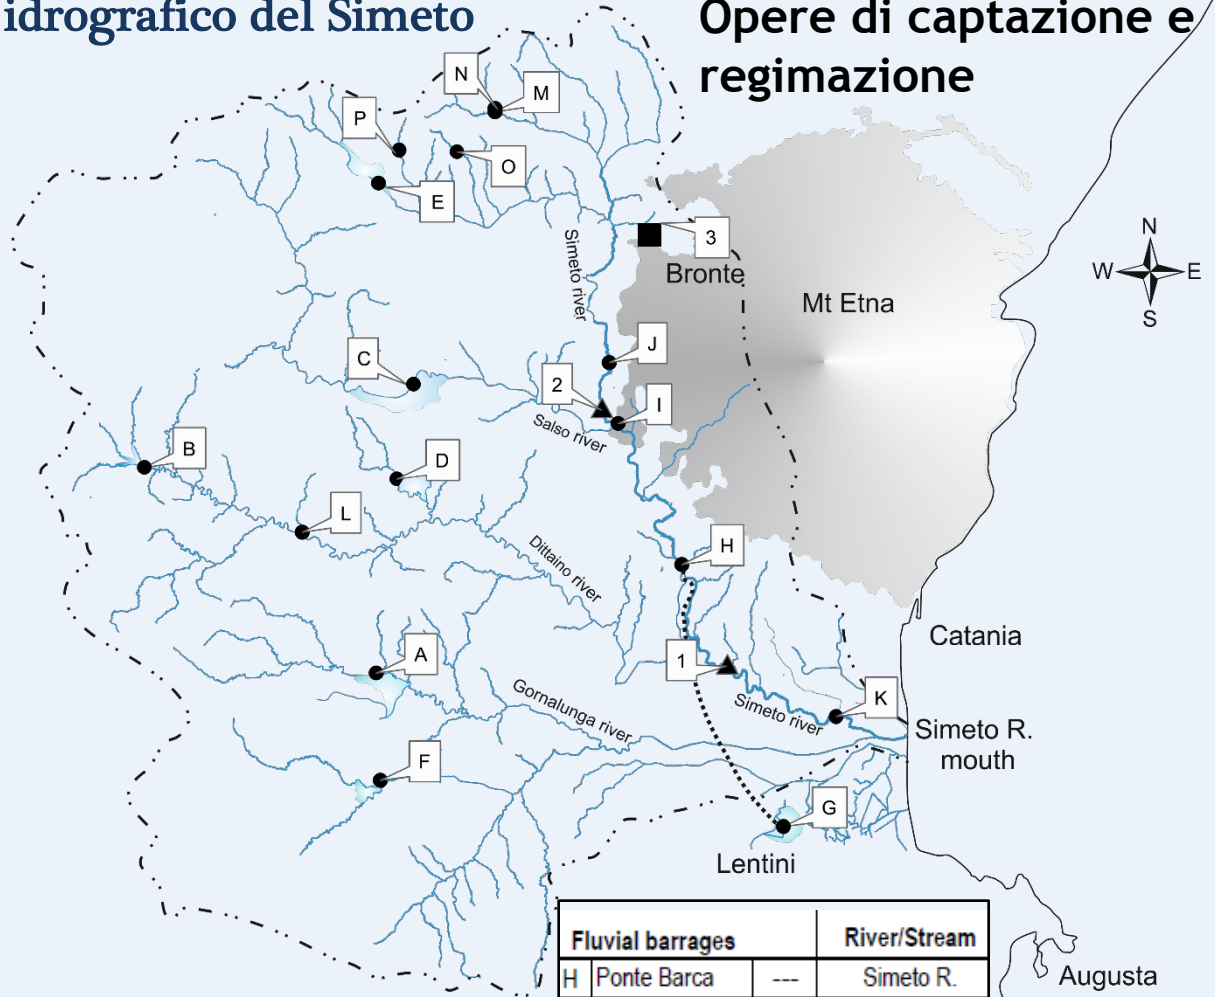 idrografico del Simeto
Opere di captazione e
regimazione
N
M
P
O
E
3
Simeto river
Bronte
Mt Etna
N
W
E
S
J
C
2
I
Salso river
B
D
L
H
Dittaino river
Catania
A
1
K
Gornalunga river
Simeto river
Simeto R.
mouth
F
G
Lentini
Fluvial barrages River/Stream
H Ponte Barca --- Simeto R.
Augusta